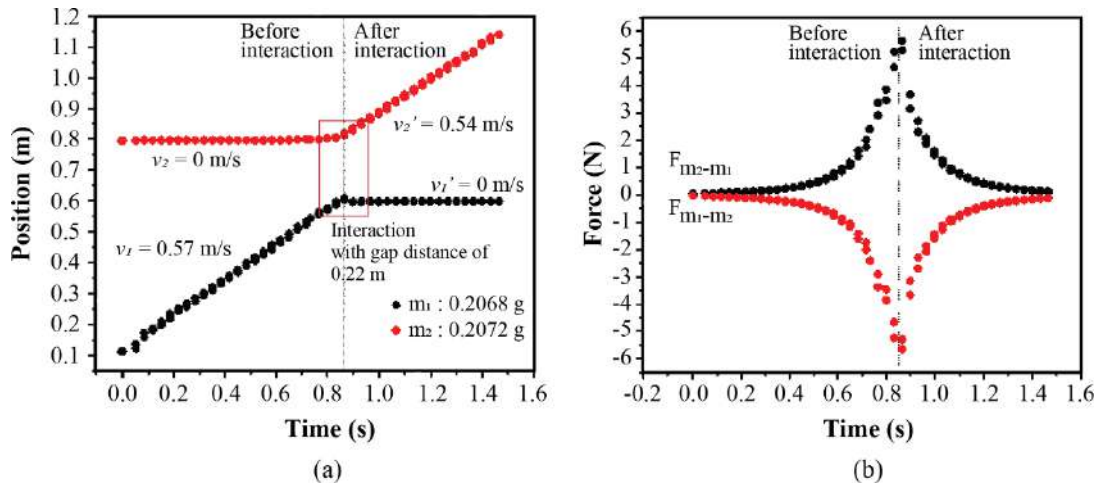 1.2
1.1
1.0
0.9
0.8
0.7
0.6
0.5
0.4
0.3
0.2
0.1
Position (m)
Before interaction
After interaction
v₂' = 0.54 m/s
v₂ = 0 m/s
v₁' = 0 m/s
v₁ = 0.57 m/s
Interaction
with gap distance of
0.22 m
m₁ : 0.2068 g
m₂ : 0.2072 g
0.0 0.2 0.4 0.6 0.8 1.0 1.2 1.4 1.6
Time (s)
(a)
6
5
4
3
2
1
0
-1
-2
-3
-4
-5
-6
Force (N)
Before interaction
After interaction
Fm₂-m₁
Fm₁-m₂
-0.2 0.0 0.2 0.4 0.6 0.8 1.0 1.2 1.4 1.6
Time (s)
(b)